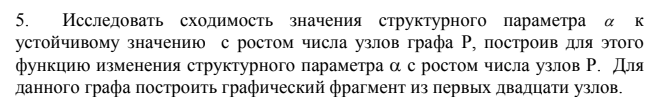 5. Исследовать сходимость значения структурного параметра α к
устойчивому значению с ростом числа узлов графа P, построив для этого
функцию изменения структурного параметра α с ростом числа узлов P. Для
данного графа построить графический фрагмент из первых двадцати узлов.